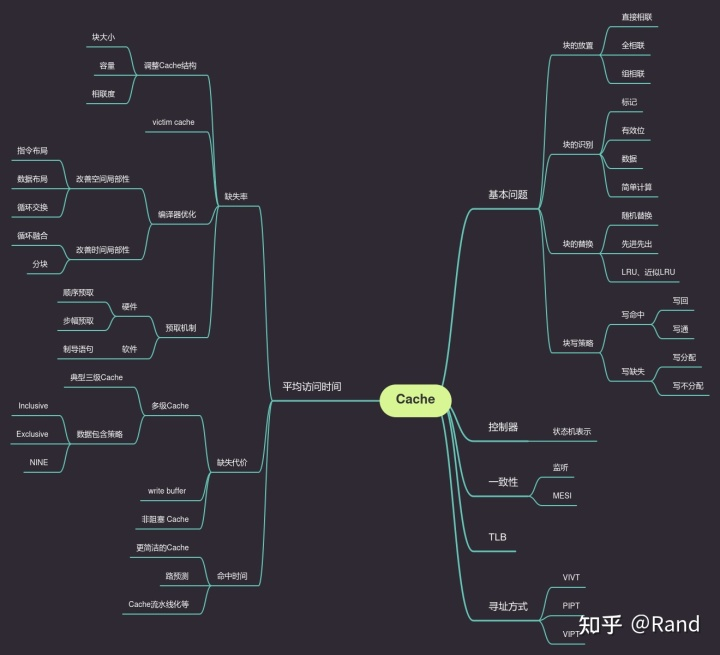 Cache
基本问题
块的放置
直接相联
全相联
组相联
块的识别
标记
有效位
数据
简单计算
块的替换
随机替换
先进先出
LRU、近似LRU
块写策略
写命中
写回
写通
写缺失
写分配
写不分配
控制器
状态机表示
一致性
监听
MESI
TLB
寻址方式
VIVT
PIPT
VIPT
平均访问时间
缺失率
调整Cache结构
块大小
容量
相联度
victim cache
编译器优化
改善空间局部性
指令布局
数据布局
循环交换
改善时间局部性
循环融合
分块
预取机制
硬件
顺序预取
步幅预取
软件
制导语句
缺失代价
多级Cache
典型三级Cache
数据包含策略
Inclusive
Exclusive
NINE
write buffer
非阻塞 Cache
命中时间
更简洁的Cache
路预测
Cache流水线化等
知乎 @Rand